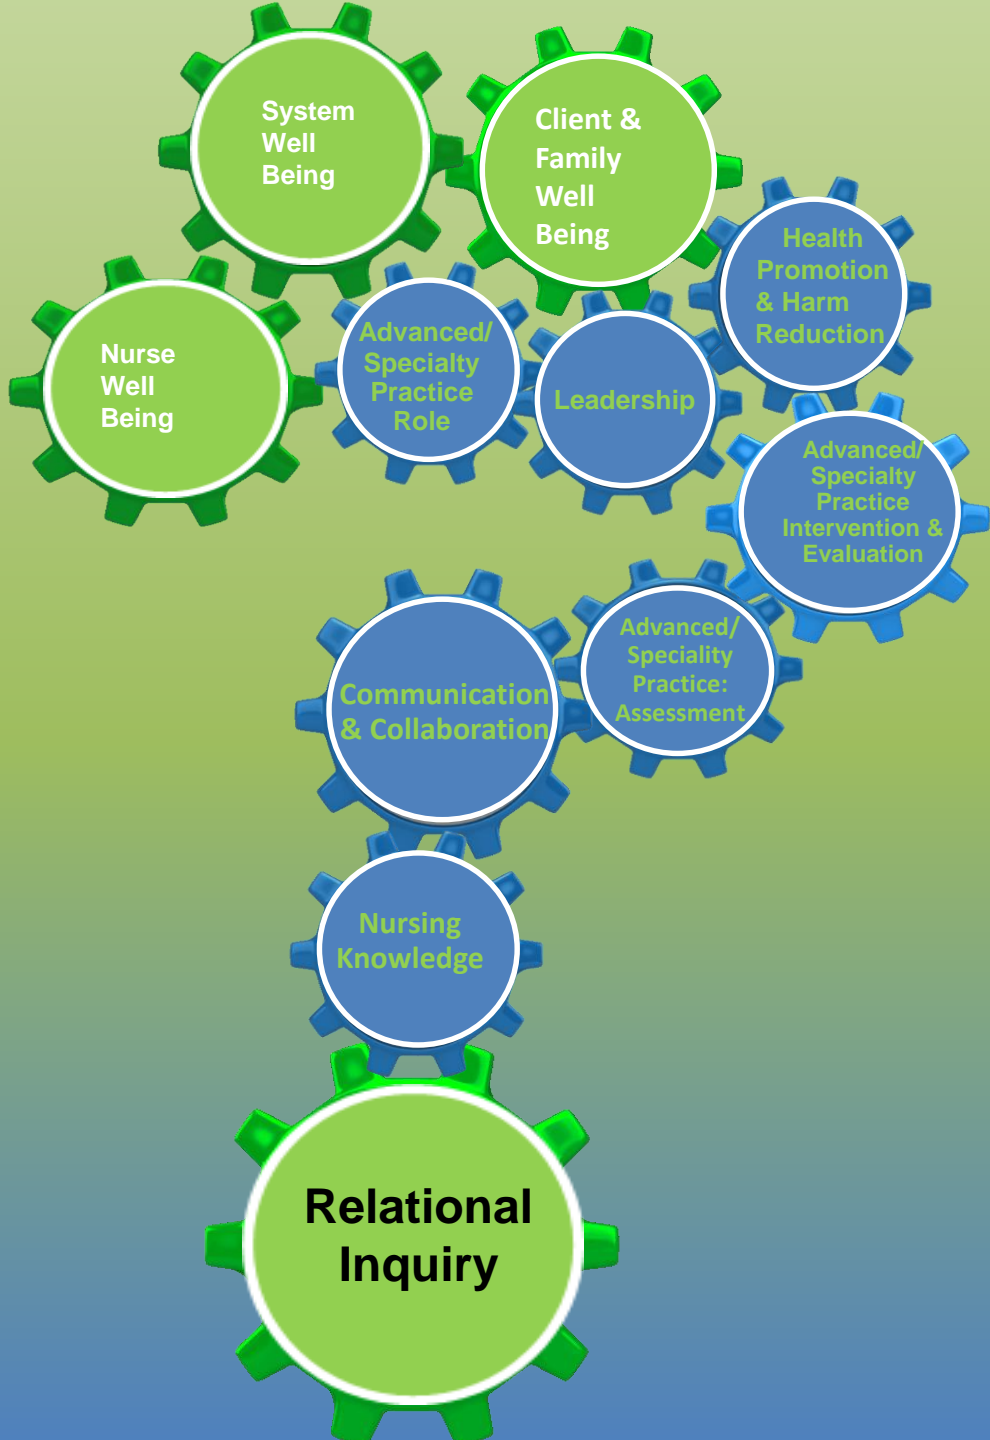 System
Well
Being
Client &
Family
Well
Being
Health
Promotion
& Harm
Reduction
Nurse
Well
Being
Advanced/
Specialty
Practice
Role
Leadership
Advanced/
Specialty
Practice
Intervention &
Evaluation
Advanced/
Speciality
Practice:
Assessment
Communication
& Collaboration
Nursing
Knowledge
Relational
Inquiry